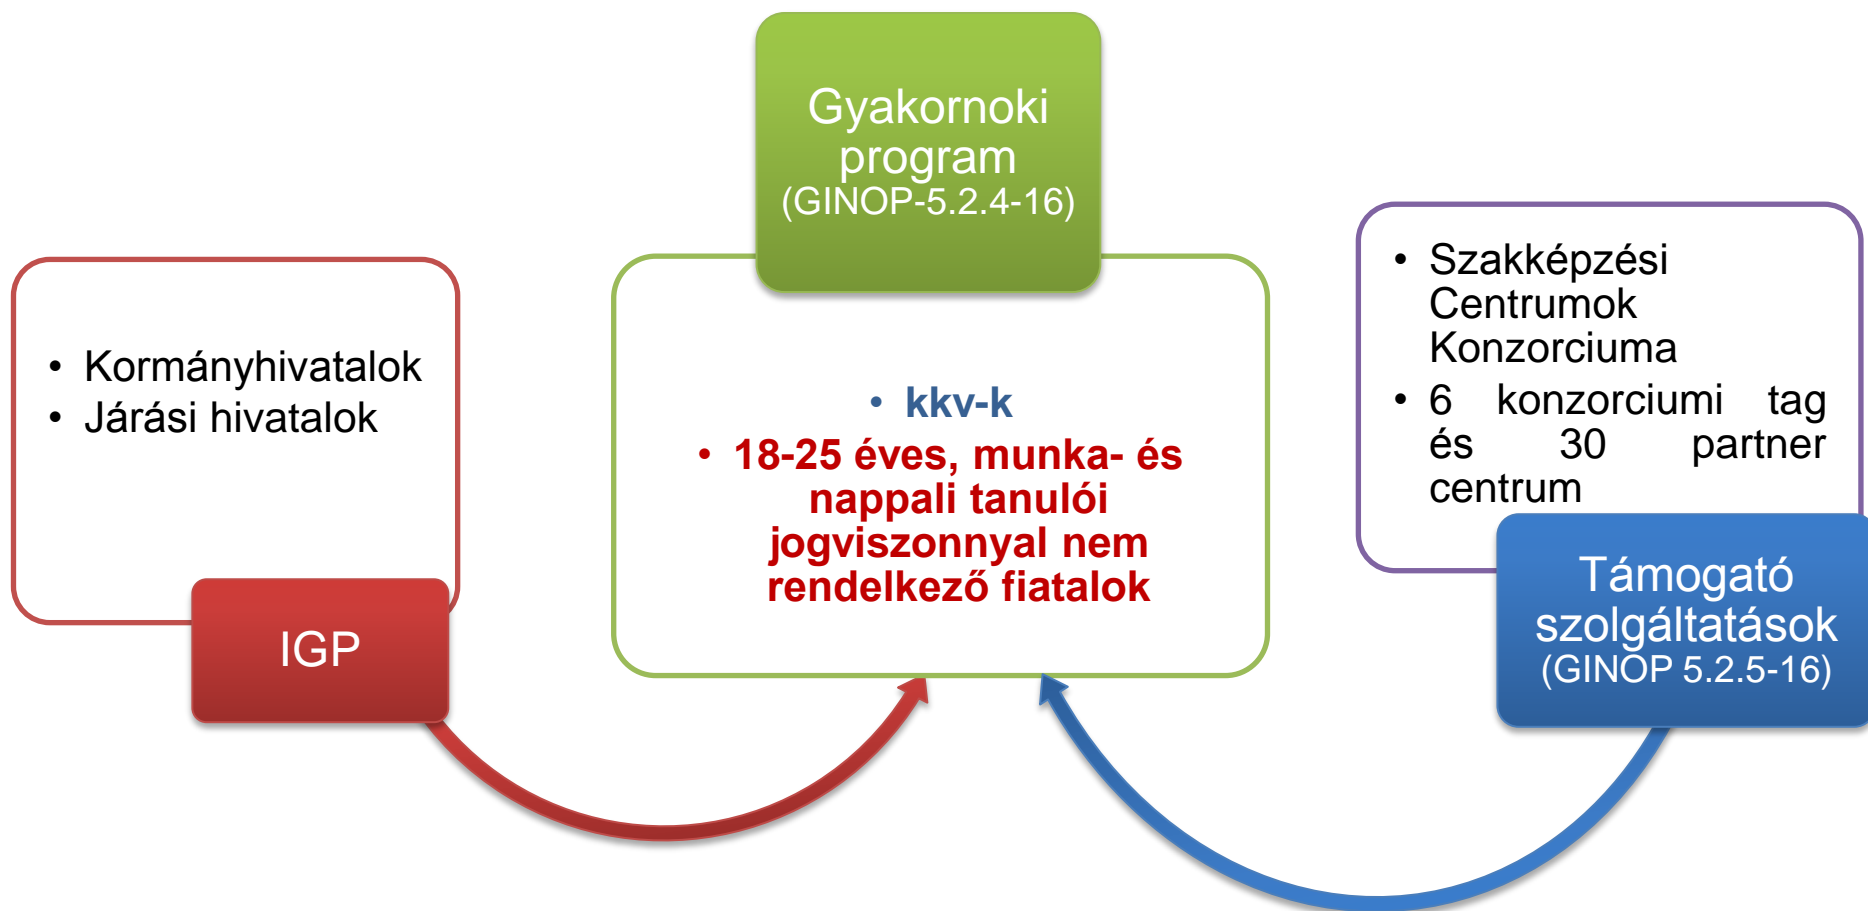 Gyakornoki
program
(GINOP-5.2.4-16)
• Kormányhivatalok
• Járási hivatalok
IGP
• kkv-k
• 18-25 éves, munka- és
nappali tanulói
jogviszonnyal nem
rendelkező fiatalok
• Szakképzési
Centrumok
Konzorciuma
• 6 konzorciumi tag
és 30 partner
centrum
Támogató
szolgáltatások
(GINOP 5.2.5-16)